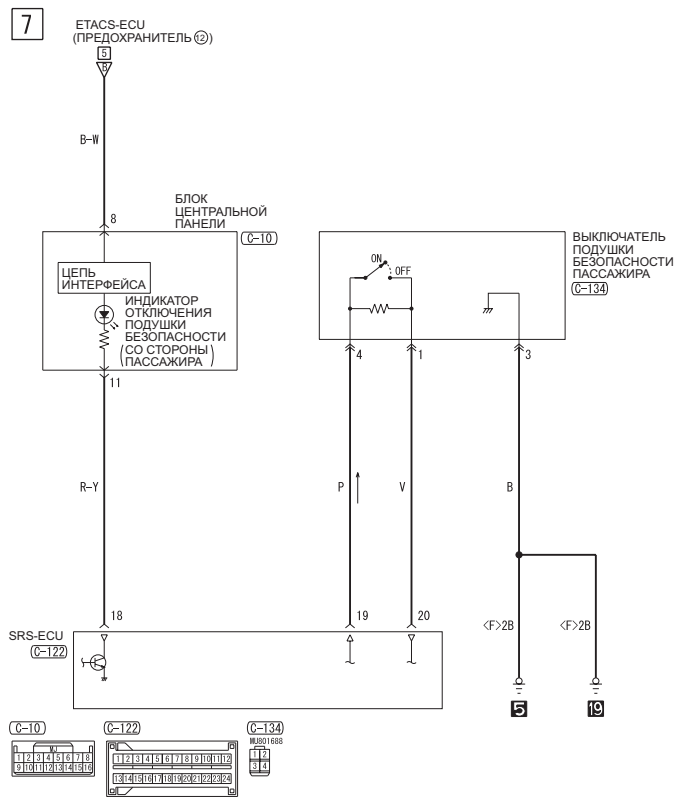 7
ETACS-ECU
(ПРЕДОХРАНИТЕЛЬ⑫)
5
B
B-W
8
БЛОК
ЦЕНТРАЛЬНОЙ
ПАНЕЛИ
C-10
ЦЕПЬ
ИНТЕРФЕЙСА
ИНДИКАТОР
ОТКЛЮЧЕНИЯ
ПОДУШКИ
БЕЗОПАСНОСТИ
(СО СТОРОНЫ
ПАССАЖИРА)
11
ON
OFF
ВЫКЛЮЧАТЕЛЬ
ПОДУШКИ
БЕЗОПАСНОСТИ
ПАССАЖИРА
C-134
4
1
3
R-Y
P
V
B
18
19
20
<F>2B
<F>2B
SRS-ECU
C-122
5
19
C-10
MJ
1 2 3 4 5 6 7 8
9 10 11 12 13 14 15 16
C-122
1 2 3 4 5 6 7 8 9 10 11 12
13 14 15 16 17 18 19 20 21 22 23 24
C-134
MU801688
1 2
3 4